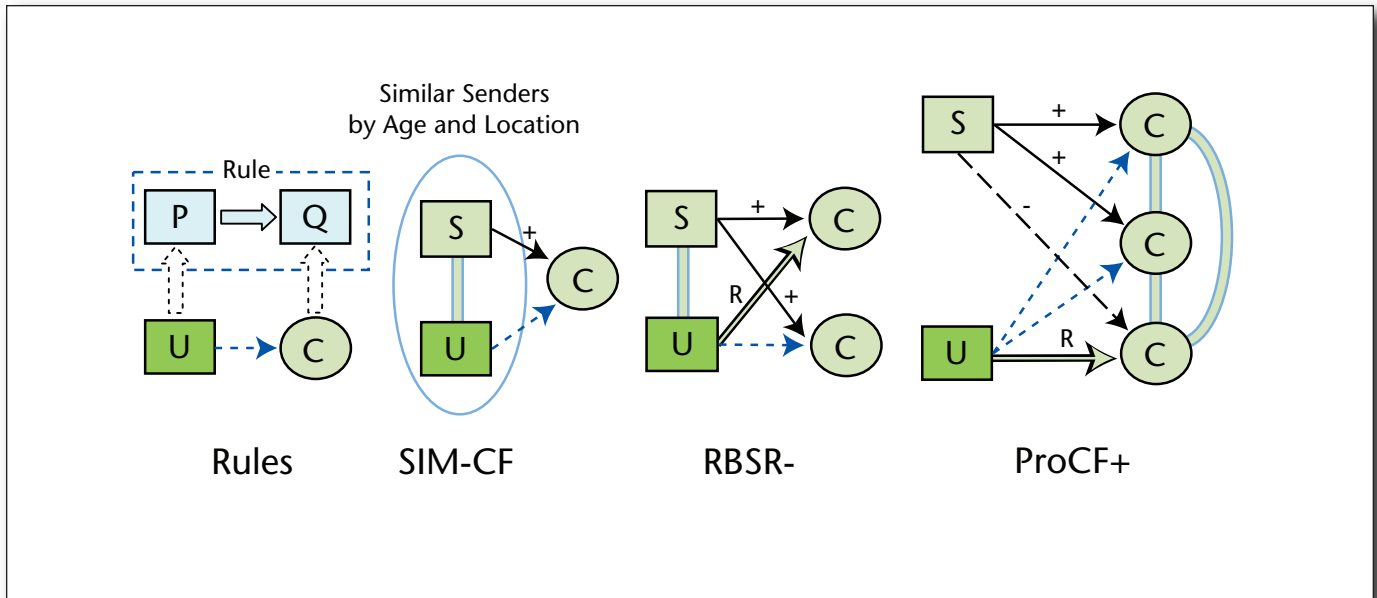 Similar Senders
by Age and Location
Rule
P
Q
U
C
Rules
S
+
C
U
SIM-CF
S
+
C
R
+
U
C
RBSR-
S
+
C
+
-
C
U
R
C
ProCF+